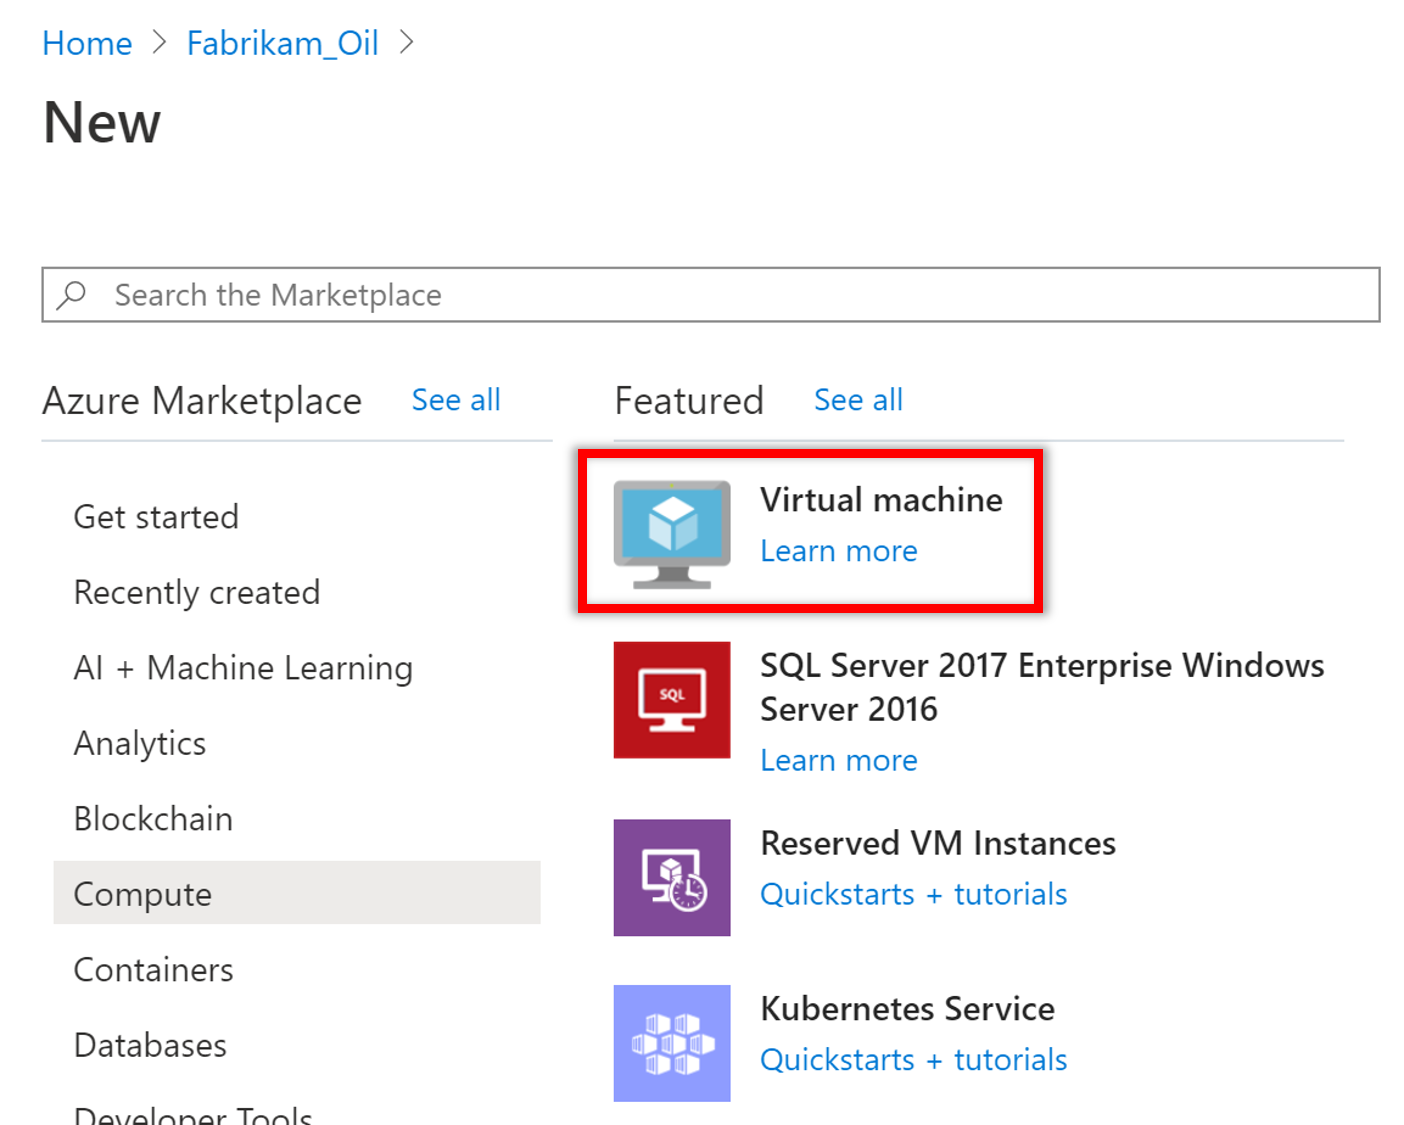 Home > Fabrikam_Oil >
New
Search the Marketplace
Azure Marketplace See all
Get started
Recently created
AI + Machine Learning
Analytics
Blockchain
Compute
Containers
Databases
Developer Tools
Featured See all
Virtual machine
Learn more
SQL
SQL Server 2017 Enterprise Windows
Server 2016
Learn more
Reserved VM Instances
Quickstarts + tutorials
Kubernetes Service
Quickstarts + tutorials